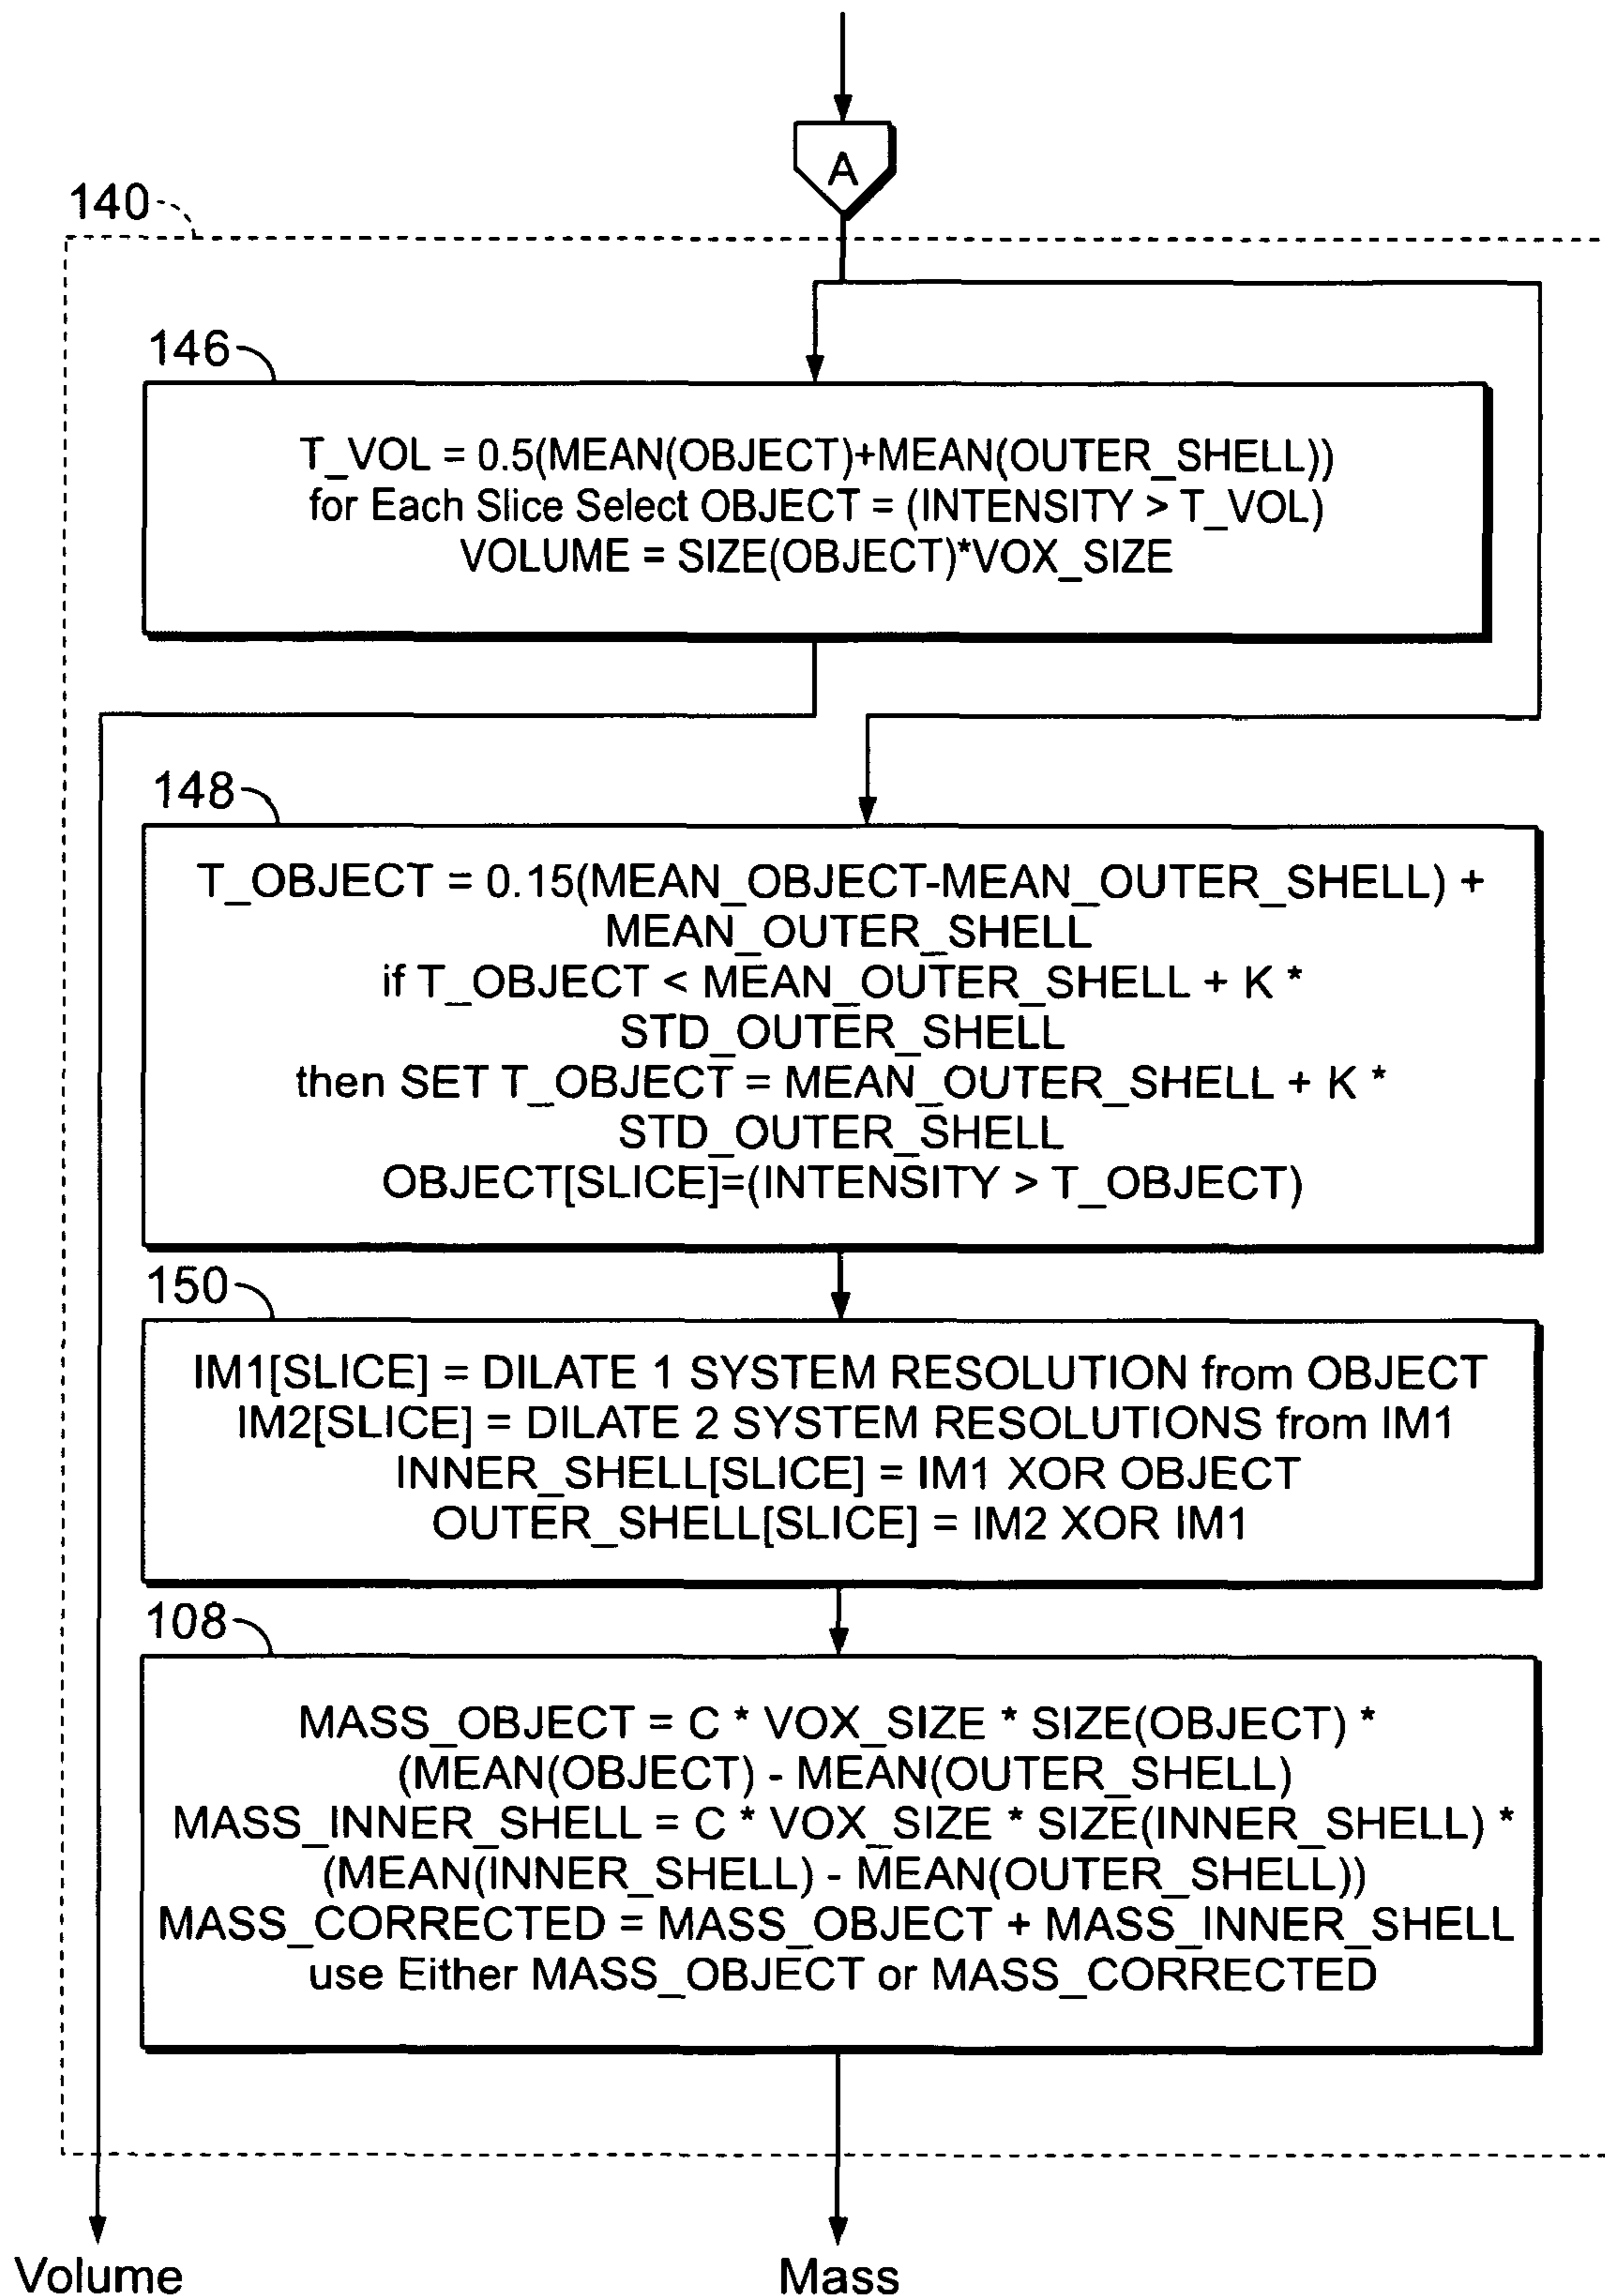 A
140
146
T_VOL = 0.5(MEAN(OBJECT)+MEAN(OUTER_SHELL))
for Each Slice Select OBJECT = (INTENSITY > T_VOL)
VOLUME = SIZE(OBJECT)*VOX_SIZE
148
T_OBJECT = 0.15(MEAN_OBJECT-MEAN_OUTER_SHELL) +
MEAN_OUTER_SHELL
if T_OBJECT < MEAN_OUTER_SHELL + K *
STD_OUTER_SHELL
then SET T_OBJECT = MEAN_OUTER_SHELL + K *
STD_OUTER_SHELL
OBJECT[SLICE]=(INTENSITY > T_OBJECT)
150
IM1[SLICE] = DILATE 1 SYSTEM RESOLUTION from OBJECT
IM2[SLICE] = DILATE 2 SYSTEM RESOLUTIONS from IM1
INNER_SHELL[SLICE] = IM1 XOR OBJECT
OUTER_SHELL[SLICE] = IM2 XOR IM1
108
MASS_OBJECT = C * VOX_SIZE * SIZE(OBJECT) *
(MEAN(OBJECT) - MEAN(OUTER_SHELL)
MASS_INNER_SHELL = C * VOX_SIZE * SIZE(INNER_SHELL) *
(MEAN(INNER_SHELL) - MEAN(OUTER_SHELL))
MASS_CORRECTED = MASS_OBJECT + MASS_INNER_SHELL
use Either MASS_OBJECT or MASS_CORRECTED
Volume
Mass